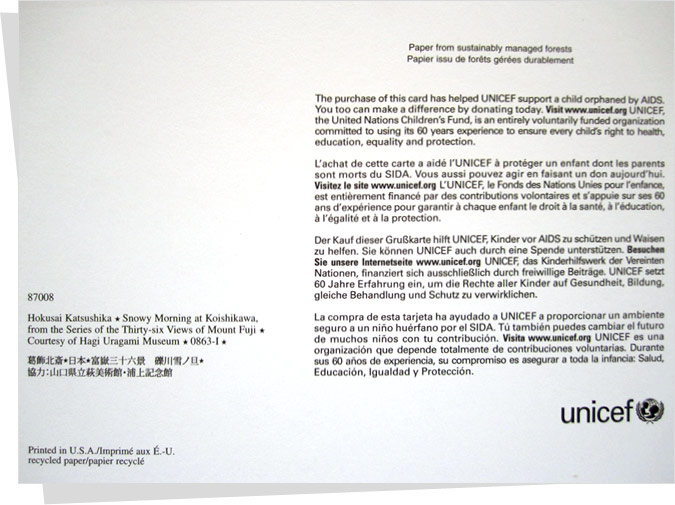 Paper from sustainably managed forests
Papier issu de forêts gérées durablement
The purchase of this card has helped UNICEF support a child orphaned by AIDS.
You too can make a difference by donating today. Visit www.unicef.org UNICEF,
the United Nations Children's Fund, is an entirely voluntarily funded organization
committed to using its 60 years experience to ensure every child's right to health,
education, equality and protection.
L'achat de cette carte a aidé l'UNICEF à protéger un enfant dont les parents
sont morts du SIDA. Vous aussi pouvez agir en faisant un don aujourd'hui.
Visitez le site www.unicef.org L'UNICEF, le Fonds des Nations Unies pour l'enfance,
est entièrement financé par des contributions volontaires et s'appuie sur ses 60
ans d'expérience pour garantir à chaque enfant le droit à la santé, à l'éducation,
à l'égalité et à la protection.
Der Kauf dieser Grußkarte hilft UNICEF, Kinder vor AIDS zu schützen und Waisen
zu helfen. Sie können UNICEF auch durch eine Spende unterstützen. Besuchen
Sie unsere Internetseite www.unicef.org UNICEF, das Kinderhilfswerk der Vereinten
Nationen, finanziert sich ausschließlich durch freiwillige Beiträge. UNICEF setzt
60 Jahre Erfahrung ein, um die Rechte aller Kinder auf Gesundheit, Bildung,
gleiche Behandlung und Schutz zu verwirklichen.
La compra de esta tarjeta ha ayudado a UNICEF a proporcionar un ambiente
seguro a un niño huérfano por el SIDA. Tú también puedes cambiar el futuro
de muchos niños con tu contribución. Visita www.unicef.org UNICEF es una
organización que depende totalmente de contribuciones voluntarias. Durante
sus 60 años de experiencia, su compromiso es asegurar a toda la infancia: Salud,
Educación, Igualdad y Protección.
unicef
87008
Hokusai Katsushika ★ Snowy Morning at Koishikawa,
from the Series of the Thirty-six Views of Mount Fuji ★
Courtesy of Hagi Uragami Museum ★ 0863-I ★
葛飾北斎★日本★富嶽三十六景 礫川雪ノ旦★
協力：山口県立萩美術館・浦上記念館
Printed in U.S.A./Imprimé aux É.-U.
recycled paper/papier recyclé